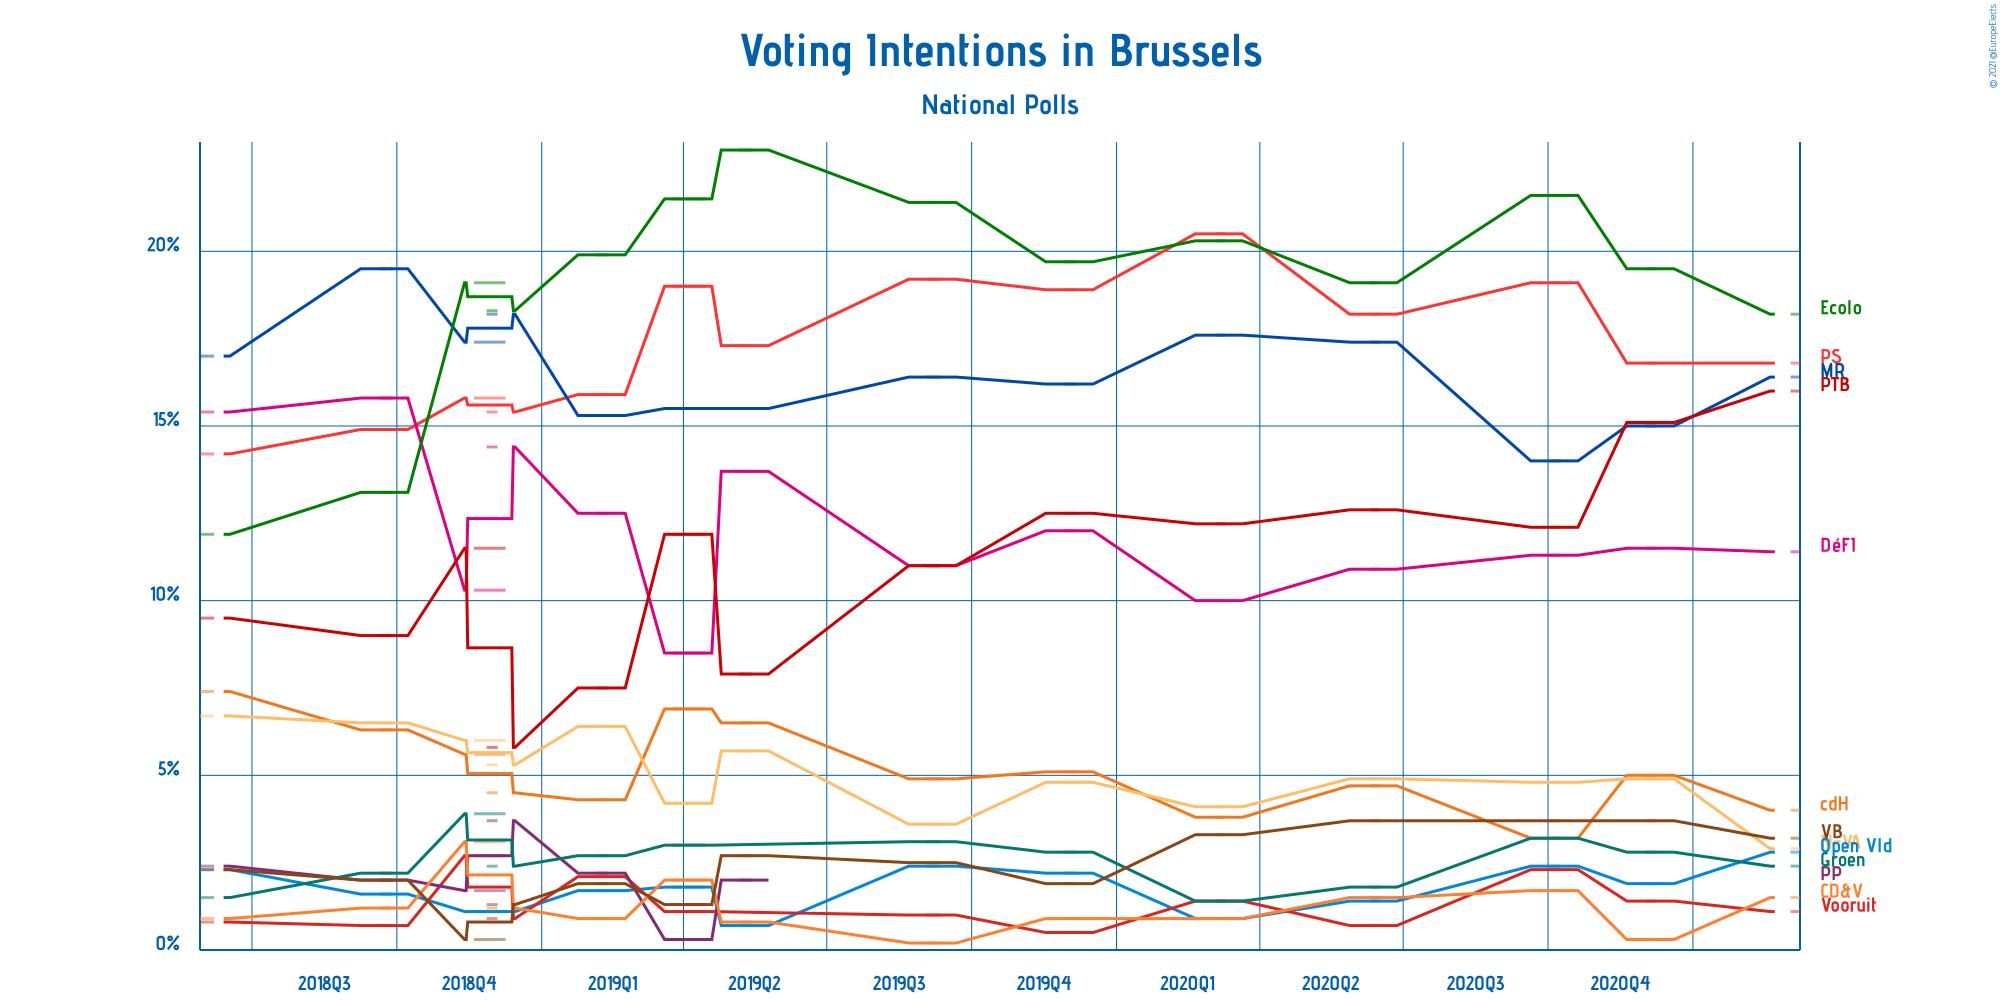 © 2021 @EuropeElects
Voting Intentions in Brussels
National Polls
20%
15%
10%
5%
0%
Ecolo
PS
MR
PTB
DéFI
cdH
VB
Open Vld
Groen
PP
CD&V
Vooruit
2018Q3
2018Q4
2019Q1
2019Q2
2019Q3
2019Q4
2020Q1
2020Q2
2020Q3
2020Q4